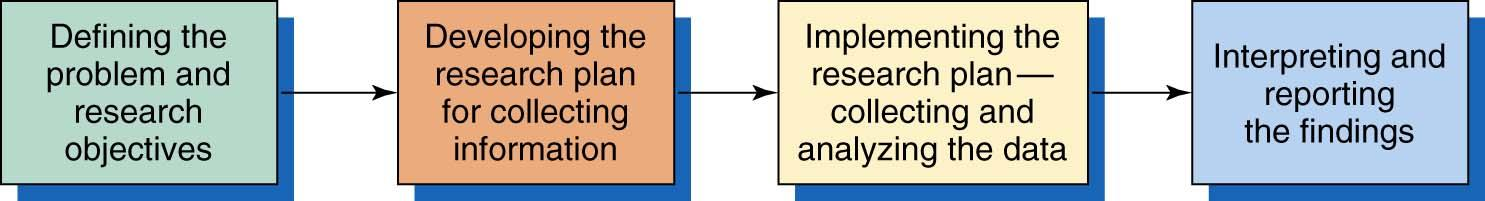 Defining the
problem and
research
objectives
Developing the
research plan
for collecting
information
Implementing the
research plan—
collecting and
analyzing the data
Interpreting and
reporting
the findings